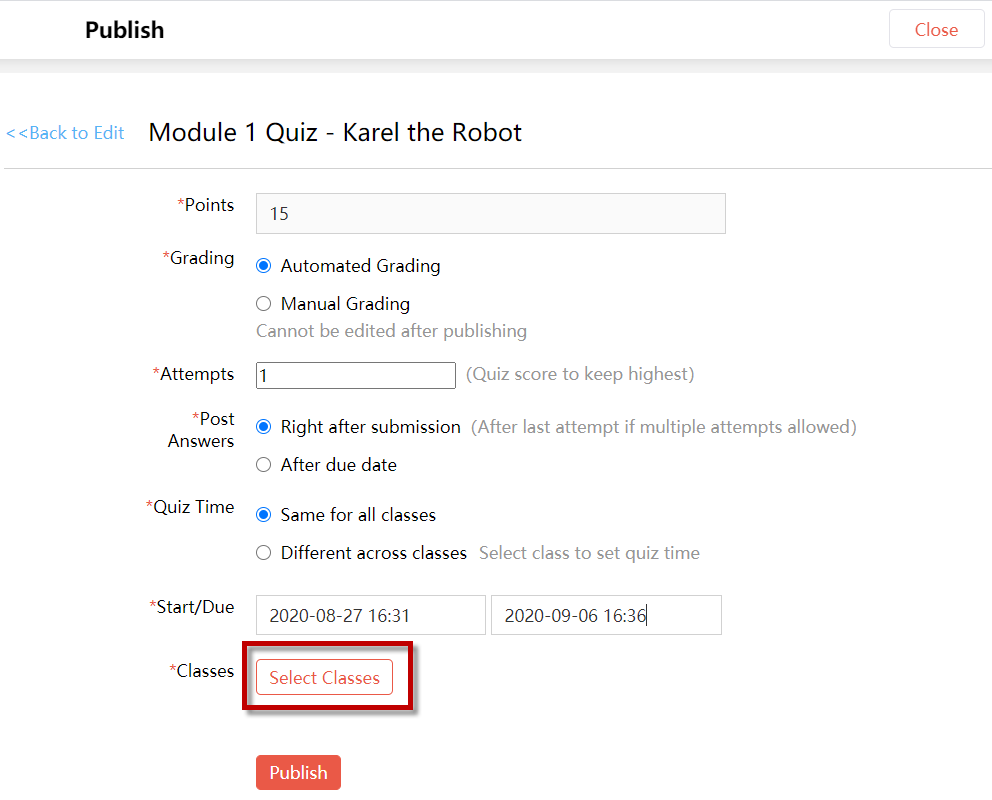 Publish
Close
<<Back to Edit
Module 1 Quiz - Karel the Robot
*Points
15
*Grading
Automated Grading
Manual Grading
Cannot be edited after publishing
*Attempts
1
(Quiz score to keep highest)
*Post
Answers
Right after submission
(After last attempt if multiple attempts allowed)
After due date
*Quiz Time
Same for all classes
Different across classes
Select class to set quiz time
*Start/Due
2020-08-27 16:31
2020-09-06 16:36
*Classes
Select Classes
Publish